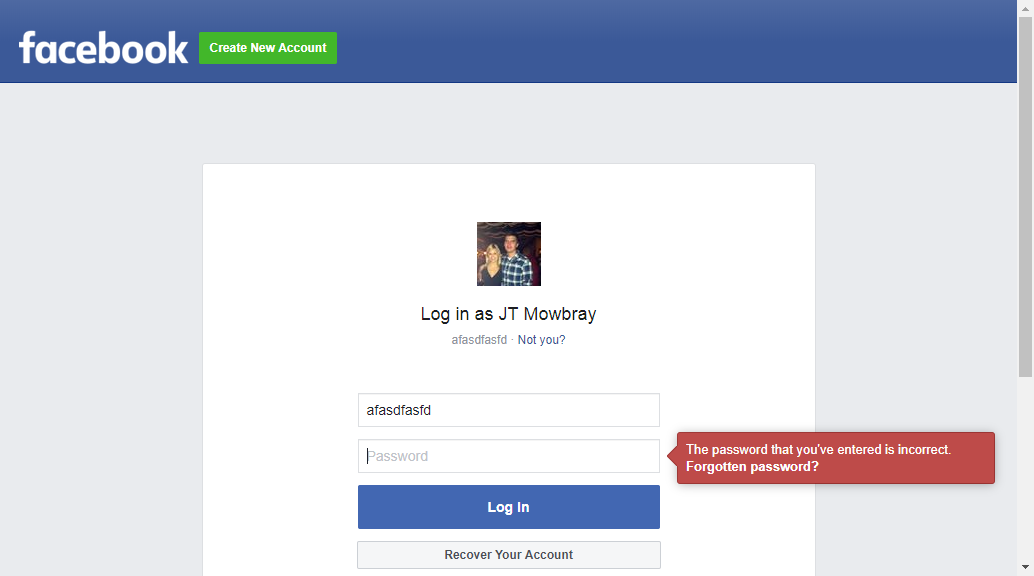 facebook
Create New Account
Log in as JT Mowbray
afasdfasfd · Not you?
afasdfasfd
Password
The password that you've entered is incorrect.
Forgotten password?
Log In
Recover Your Account